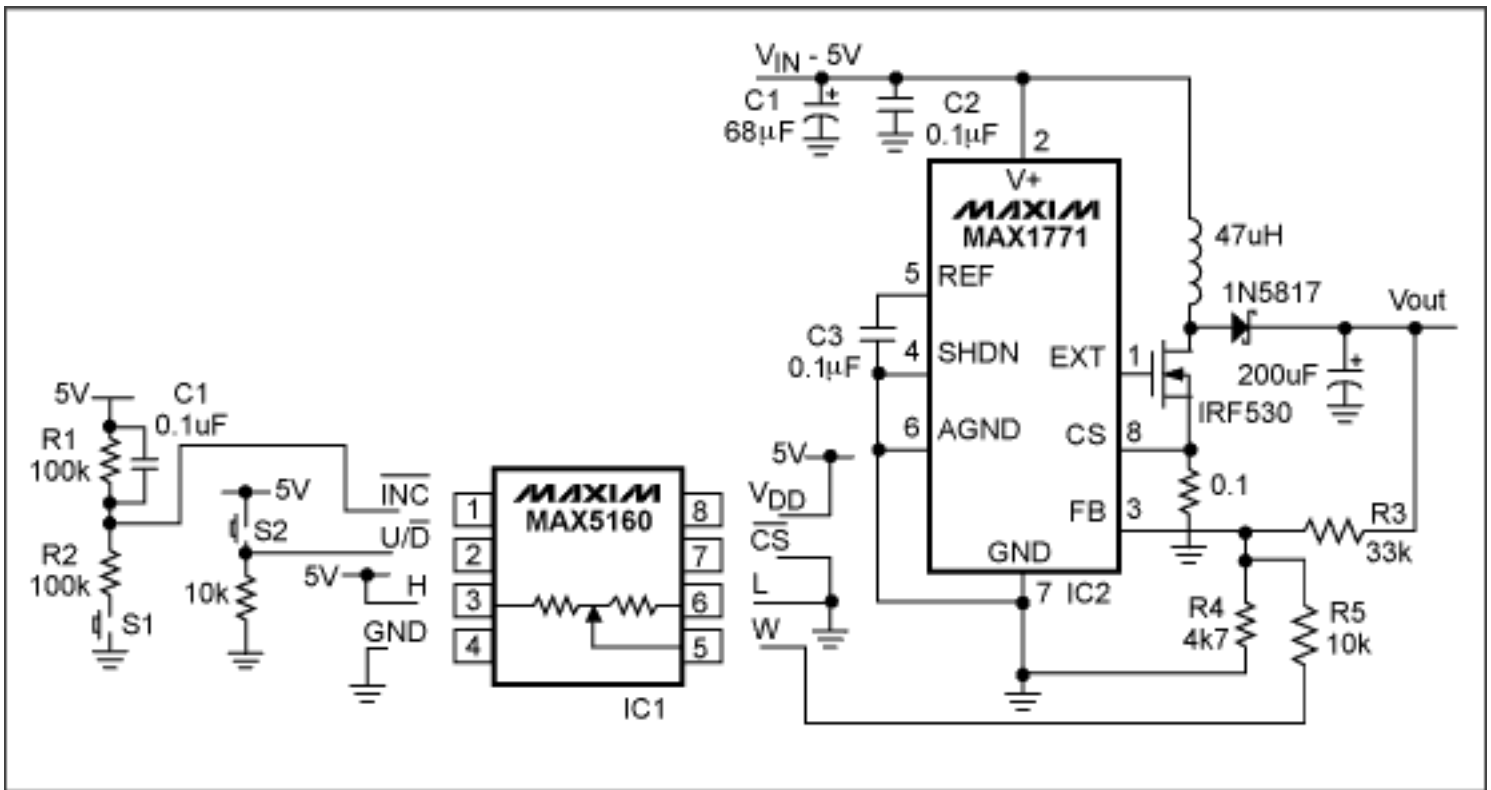 V_IN - 5V
C1
68µF
C2
0.1µF
2
V+
MAXIM
MAX1771
47uH
5
REF
1N5817
Vout
C3
0.1µF
4
SHDN
EXT
1
200uF
IRF530
6
AGND
CS
8
0.1
FB
3
R3
33k
GND
7
IC2
R4
4k7
R5
10k
5V
C1
0.1uF
R1
100k
R2
100k
S1
5V
S2
10k
INC
U/D
5V
H
GND
1
2
3
4
MAXIM
MAX5160
8
7
6
5
IC1
5V
V_DD
CS
L
W